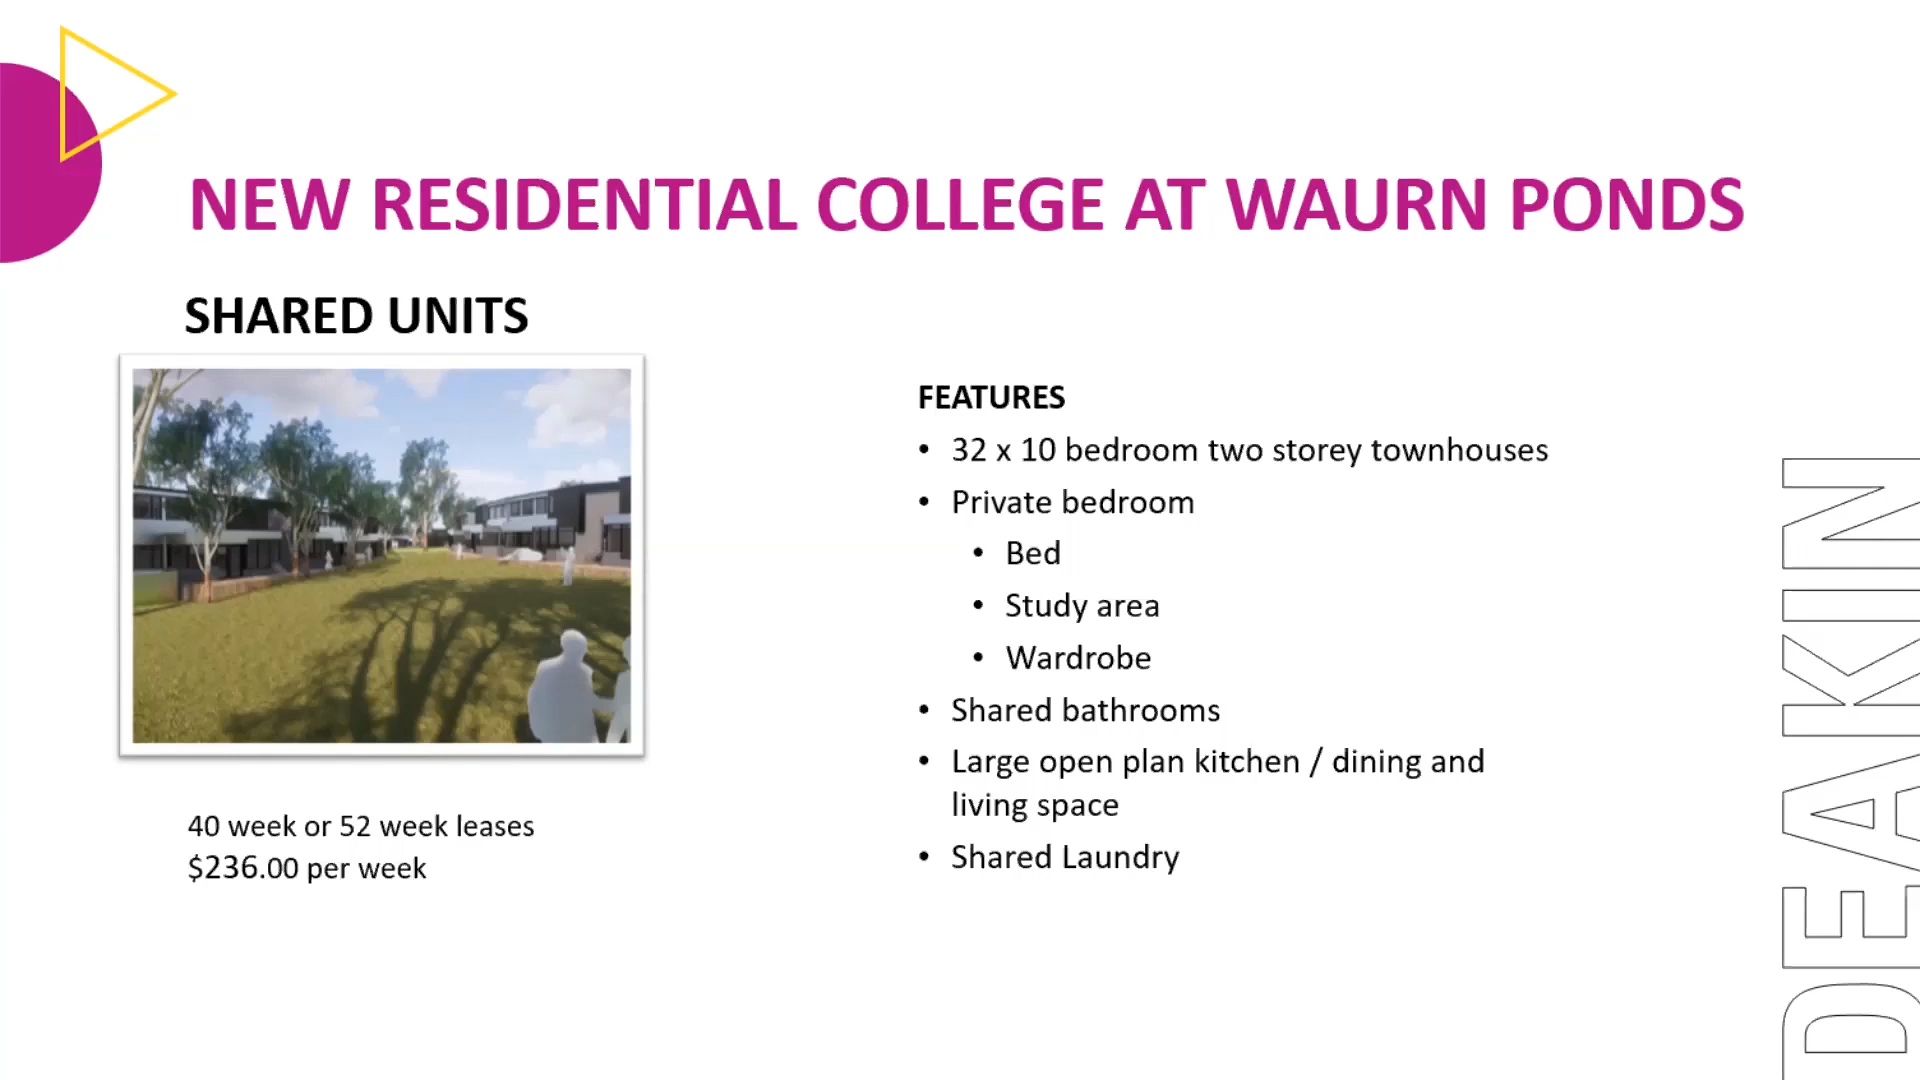 NEW RESIDENTIAL COLLEGE AT WAURN PONDS
SHARED UNITS
40 week or 52 week leases
$236.00 per week
FEATURES
• 32 x 10 bedroom two storey townhouses
• Private bedroom
• Bed
• Study area
• Wardrobe
• Shared bathrooms
• Large open plan kitchen / dining and
living space
• Shared Laundry
DEAKIN